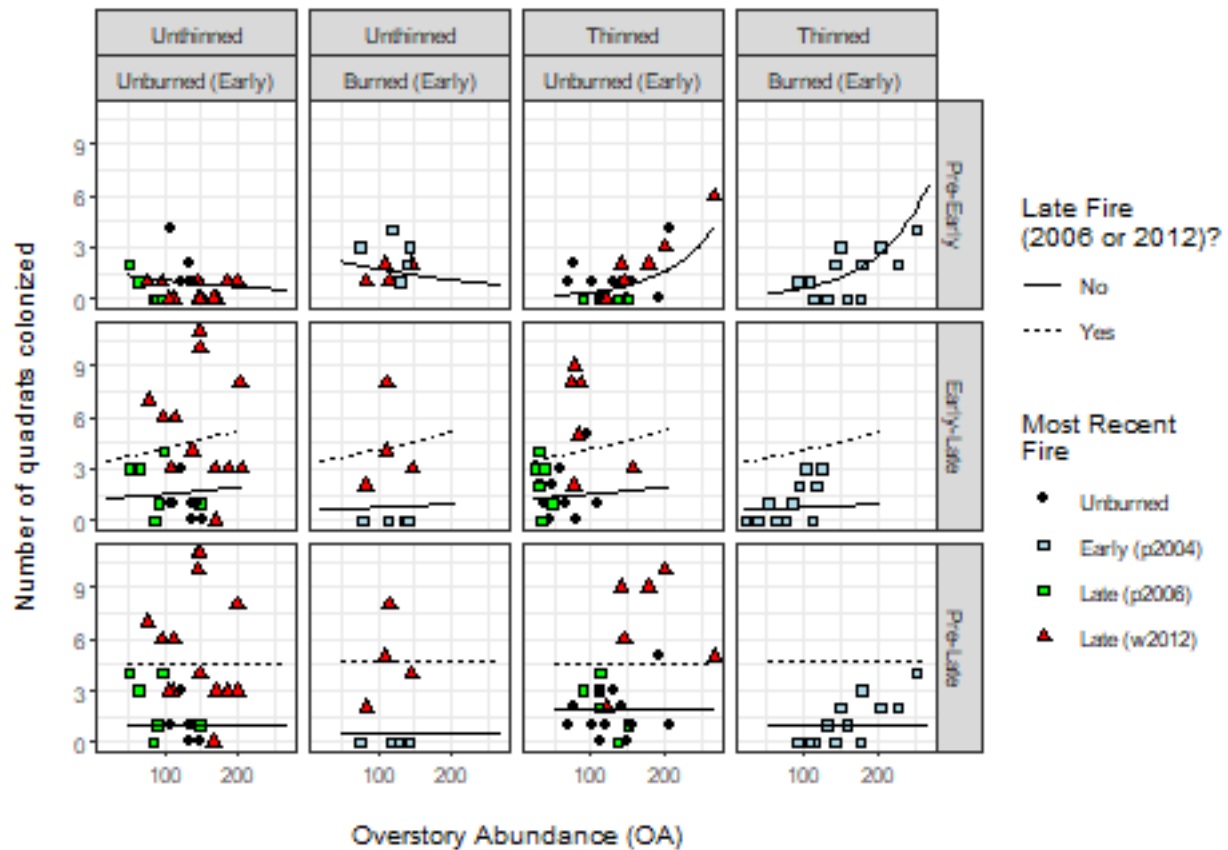 Unthinned Unthinned Thinned Thinned
Unburned (Early) Burned (Early) Unburned (Early) Burned (Early)
Number of quadrats colonized
9
6
3
0
Pre-Early
9
6
3
0
Early-Late
9
6
3
0
Pre-Late
100 200 100 200 100 200 100 200
Overstory Abundance (OA)
Late Fire
(2006 or 2012)?
No
Yes
Most Recent
Fire
Unburned
Early (p2004)
Late (p2006)
Late (w2012)